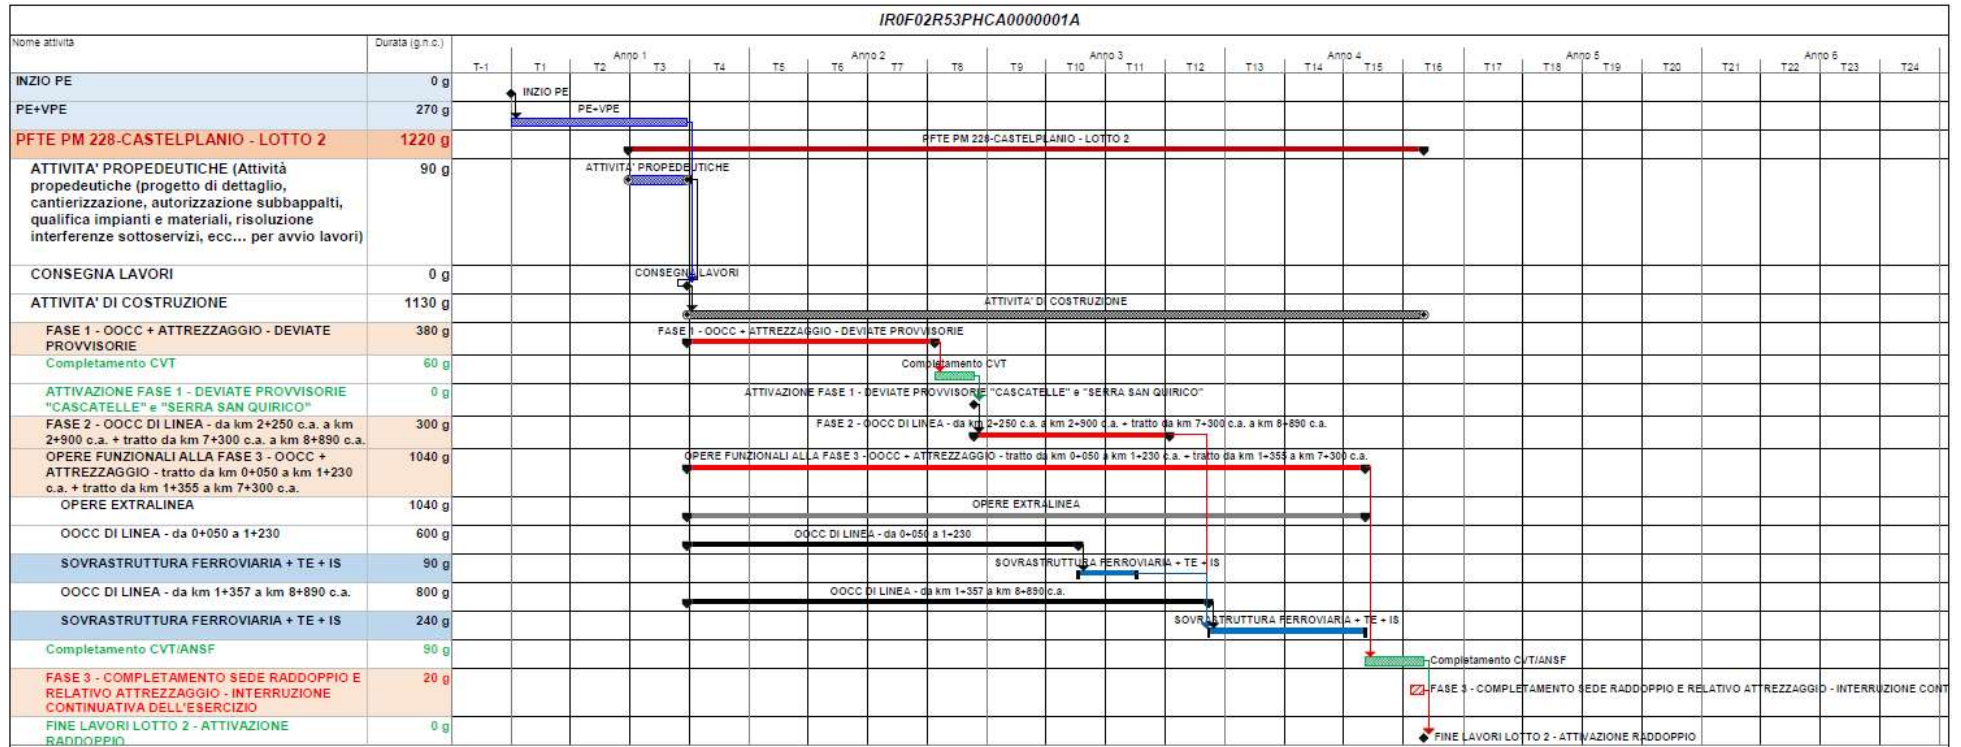 IR0F02R53PHCA0000001A
Nome attività Durata (g.n.c.)
Anno 1 Anno 2 Anno 3 Anno 4 Anno 5 Anno 6
T-1 T1 T2 T3 T4 T5 T6 T7 T8 T9 T10 T11 T12 T13 T14 T15 T16 T17 T18 T19 T20 T21 T22 T23 T24
INZIO PE 0 g
INZIO PE
PE+VPE 270 g
PE+VPE
PFTE PM 228-CASTELPLANIO - LOTTO 2 1220 g
PFTE PM 228-CASTELPLANIO - LOTTO 2
ATTIVITA' PROPEDEUTICHE (Attività 90 g
propedeutiche (progetto di dettaglio,
cantierizzazione, autorizzazione subbappalti,
qualifica impianti e materiali, risoluzione
interferenze sottoservizi, ecc... per avvio lavori)
ATTIVITA' PROPEDEUTICHE
CONSEGNA LAVORI 0 g
CONSEGNA LAVORI
ATTIVITA' DI COSTRUZIONE 1130 g
ATTIVITA' DI COSTRUZIONE
FASE 1 - OOCC + ATTREZZAGGIO - DEVIATE 380 g
PROVVISORIE
FASE 1 - OOCC + ATTREZZAGGIO - DEVIATE PROVVISORIE
Completamento CVT 60 g
Completamento CVT
ATTIVAZIONE FASE 1 - DEVIATE PROVVISORIE 0 g
"CASCATELLE" e "SERRA SAN QUIRICO"
ATTIVAZIONE FASE 1 - DEVIATE PROVVISORIE "CASCATELLE" e "SERRA SAN QUIRICO"
FASE 2 - OOCC DI LINEA - da km 2+250 c.a. a km 300 g
2+900 c.a. + tratto da km 7+300 c.a. a km 8+890 c.a.
FASE 2 - OOCC DI LINEA - da km 2+250 c.a. a km 2+900 c.a. + tratto da km 7+300 c.a. a km 8+890 c.a.
OPERE FUNZIONALI ALLA FASE 3 - OOCC + 1040 g
ATTREZZAGGIO - tratto da km 0+050 a km 1+230
c.a. + tratto da km 1+355 a km 7+300 c.a.
OPERE FUNZIONALI ALLA FASE 3 - OOCC + ATTREZZAGGIO - tratto da km 0+050 a km 1+230 c.a. + tratto da km 1+355 a km 7+300 c.a.
OPERE EXTRALINEA 1040 g
OPERE EXTRALINEA
OOCC DI LINEA - da 0+050 a 1+230 600 g
OOCC DI LINEA - da 0+050 a 1+230
SOVRASTRUTTURA FERROVIARIA + TE + IS 90 g
SOVRASTRUTTURA FERROVIARIA + TE + IS
OOCC DI LINEA - da km 1+357 a km 8+890 c.a. 800 g
OOCC DI LINEA - da km 1+357 a km 8+890 c.a.
SOVRASTRUTTURA FERROVIARIA + TE + IS 240 g
SOVRASTRUTTURA FERROVIARIA + TE + IS
Completamento CVT/ANSF 90 g
Completamento CVT/ANSF
FASE 3 - COMPLETAMENTO SEDE RADDOPPIO E 20 g
RELATIVO ATTREZZAGGIO - INTERRUZIONE
CONTINUATIVA DELL'ESERCIZIO
FASE 3 - COMPLETAMENTO SEDE RADDOPPIO E RELATIVO ATTREZZAGGIO - INTERRUZIONE CONT
FINE LAVORI LOTTO 2 - ATTIVAZIONE 0 g
RADDOPPIO
FINE LAVORI LOTTO 2 - ATTIVAZIONE RADDOPPIO